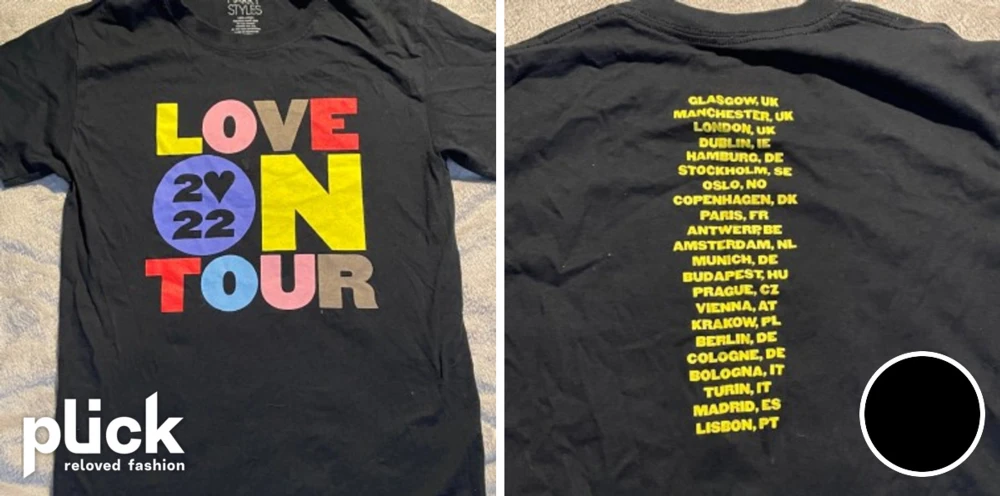 STYLES
LOVE
2♥
22
ON
TOUR
plick
reloved fashion
GLASGOW, UK
MANCHESTER, UK
LONDON, UK
DUBLIN, IE
HAMBURG, DE
STOCKHOLM, SE
OSLO, NO
COPENHAGEN, DK
PARIS, FR
ANTWERP, BE
AMSTERDAM, NL
MUNICH, DE
BUDAPEST, HU
PRAGUE, CZ
VIENNA, AT
KRAKOW, PL
BERLIN, DE
COLOGNE, DE
BOLOGNA, IT
TURIN, IT
MADRID, ES
LISBON, PT